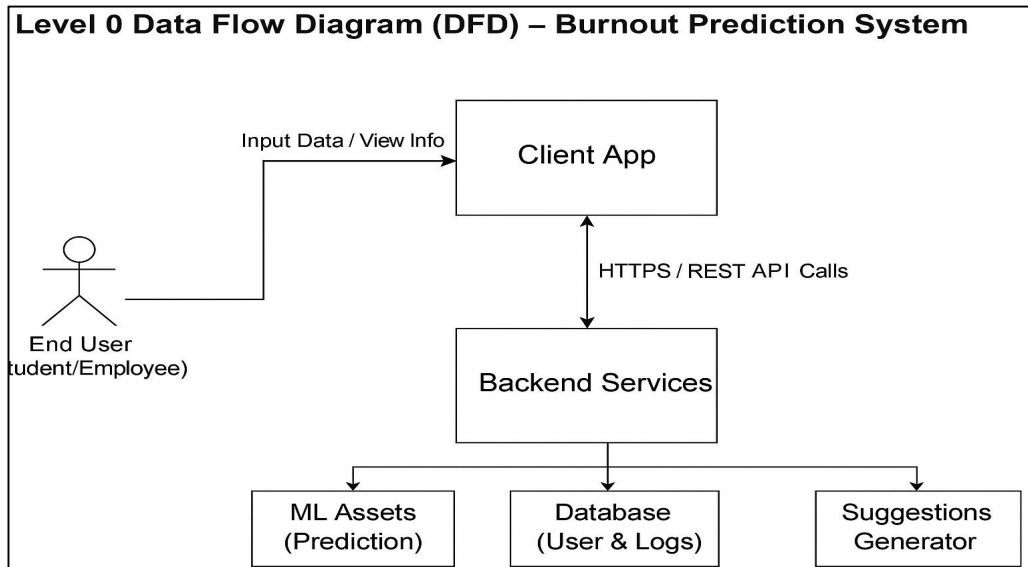 Level 0 Data Flow Diagram (DFD) – Burnout Prediction System
Input Data / View Info
Client App
HTTPS / REST API Calls
End User
tudent/Employee)
Backend Services
ML Assets
(Prediction)
Database
(User & Logs)
Suggestions
Generator